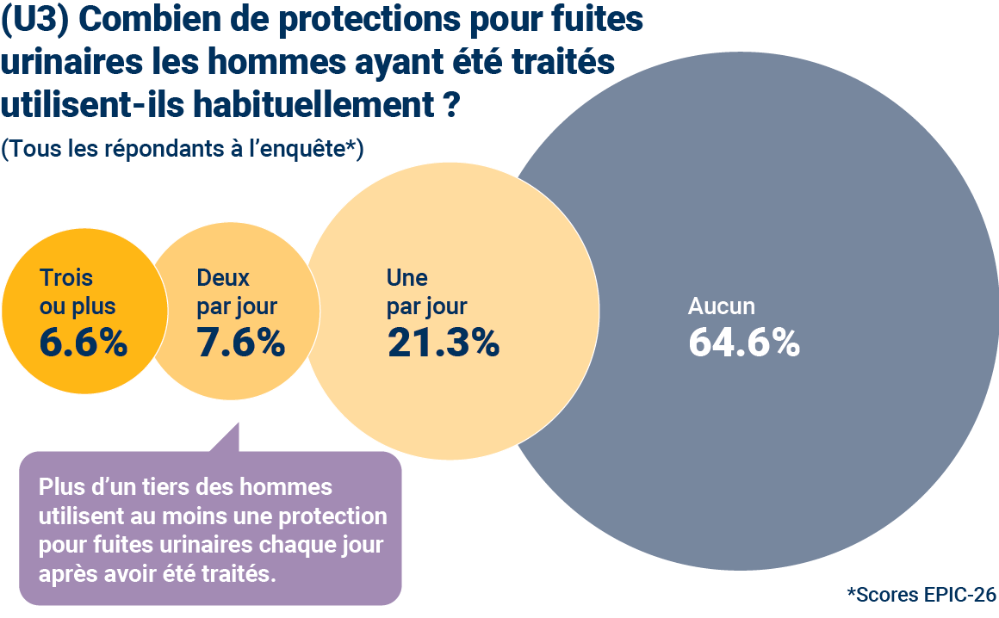 (U3) Combien de protections pour fuites
urinaires les hommes ayant été traités
utilisent-ils habituellement ?
(Tous les répondants à l’enquête*)
Trois
ou plus
6.6%
Deux
par jour
7.6%
Une
par jour
21.3%
Aucun
64.6%
Plus d’un tiers des hommes
utilisent au moins une protection
pour fuites urinaires chaque jour
après avoir été traités.
*Scores EPIC-26